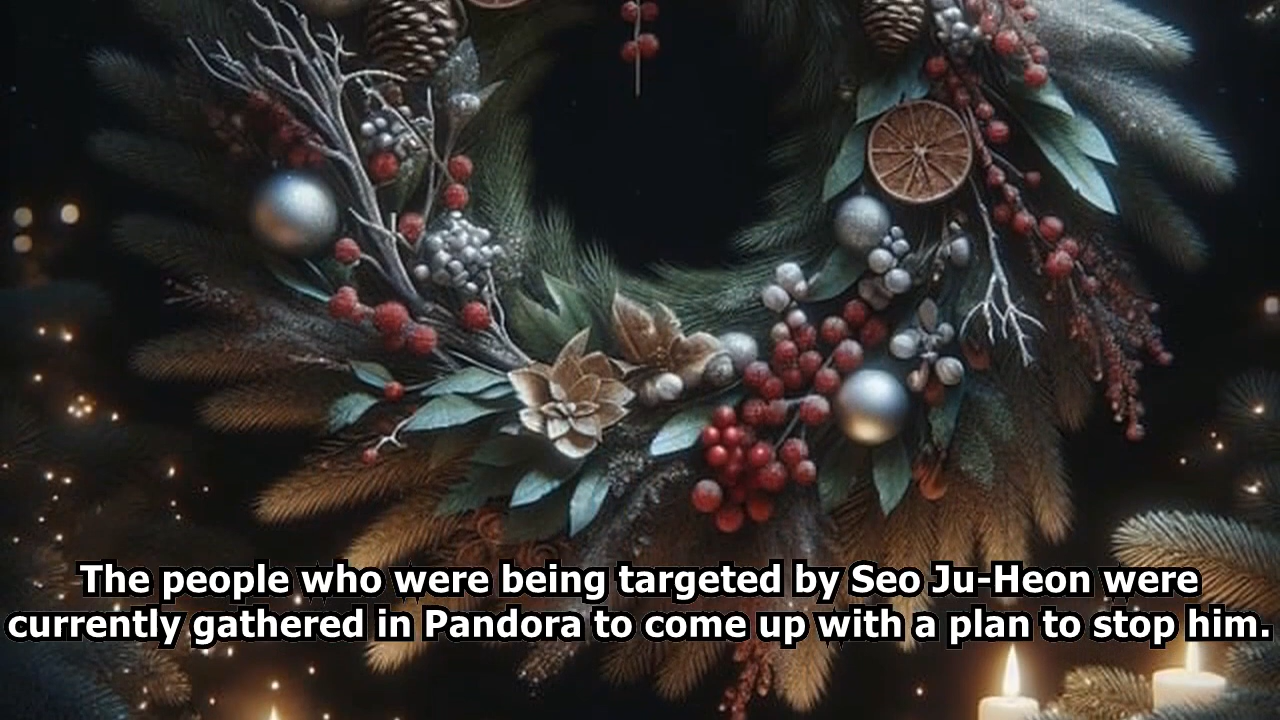 The people who were being targeted by Seo Ju-Heon were
currently gathered in Pandora to come up with a plan to stop him.